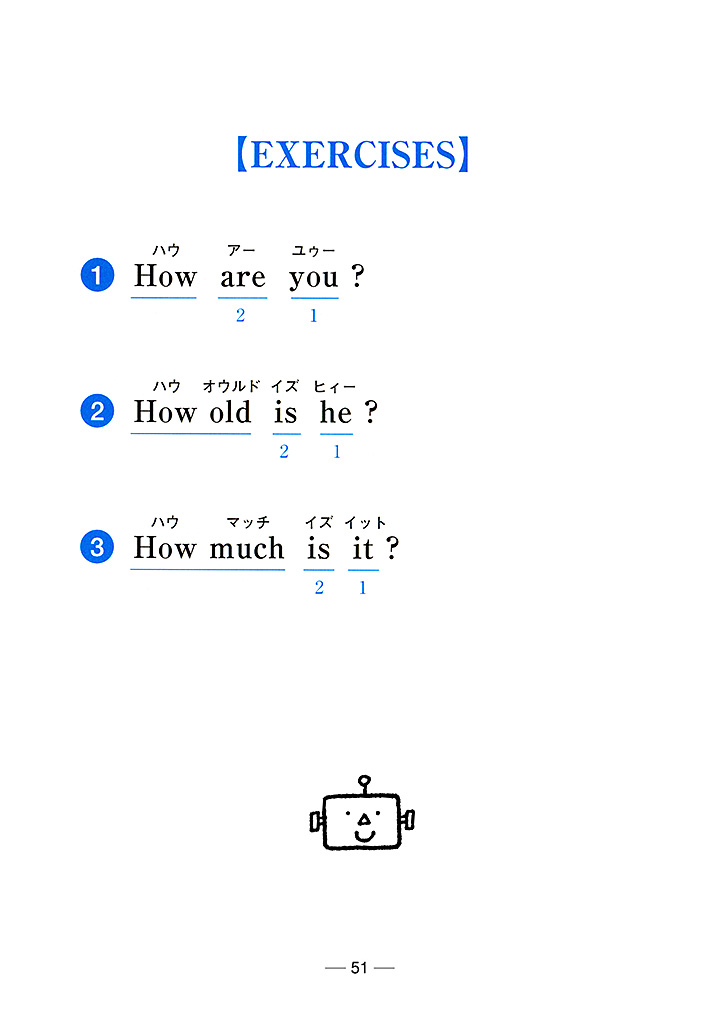 【EXERCISES】
ハウ アー ユゥー
1 How are you ?
2 1
ハウ オウルド イズ ヒィー
2 How old is he ?
2 1
ハウ マッチ イズ イット
3 How much is it ?
2 1
— 51 —